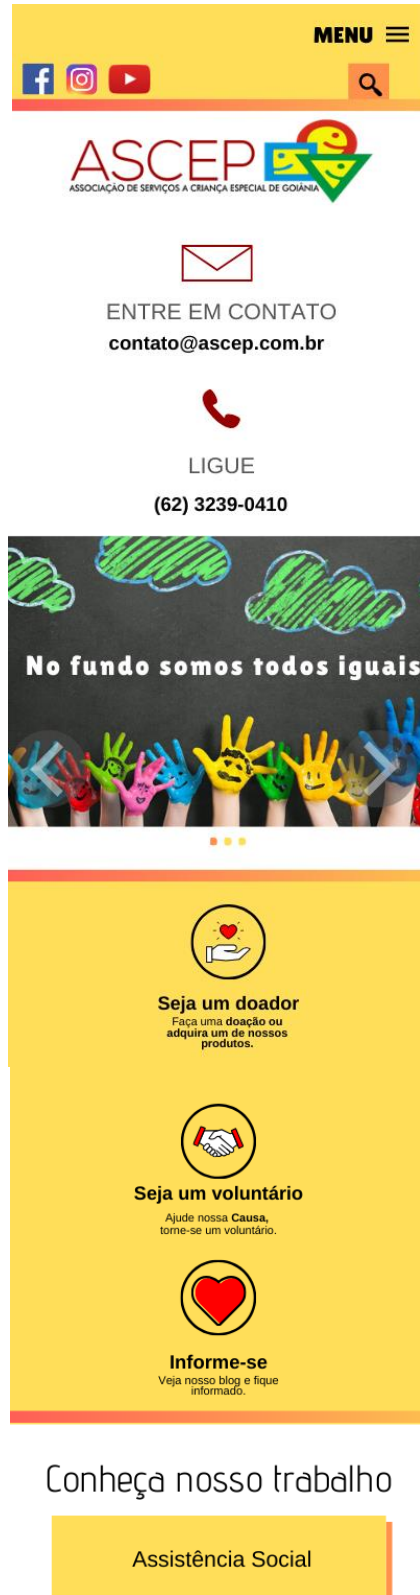 MENU
ASCEP
ASSOCIAÇÃO DE SERVIÇOS A CRIANÇA ESPECIAL DE GOIÂNIA
ENTRE EM CONTATO
contato@ascep.com.br
LIGUE
(62) 3239-0410
No fundo somos todos iguais
Seja um doador
Faça uma doação ou
adquira um de nossos
produtos.
Seja um voluntário
Ajude nossa Causa,
torne-se um voluntário.
Informe-se
Veja nosso blog e fique
informado.
Conheça nosso trabalho
Assistência Social